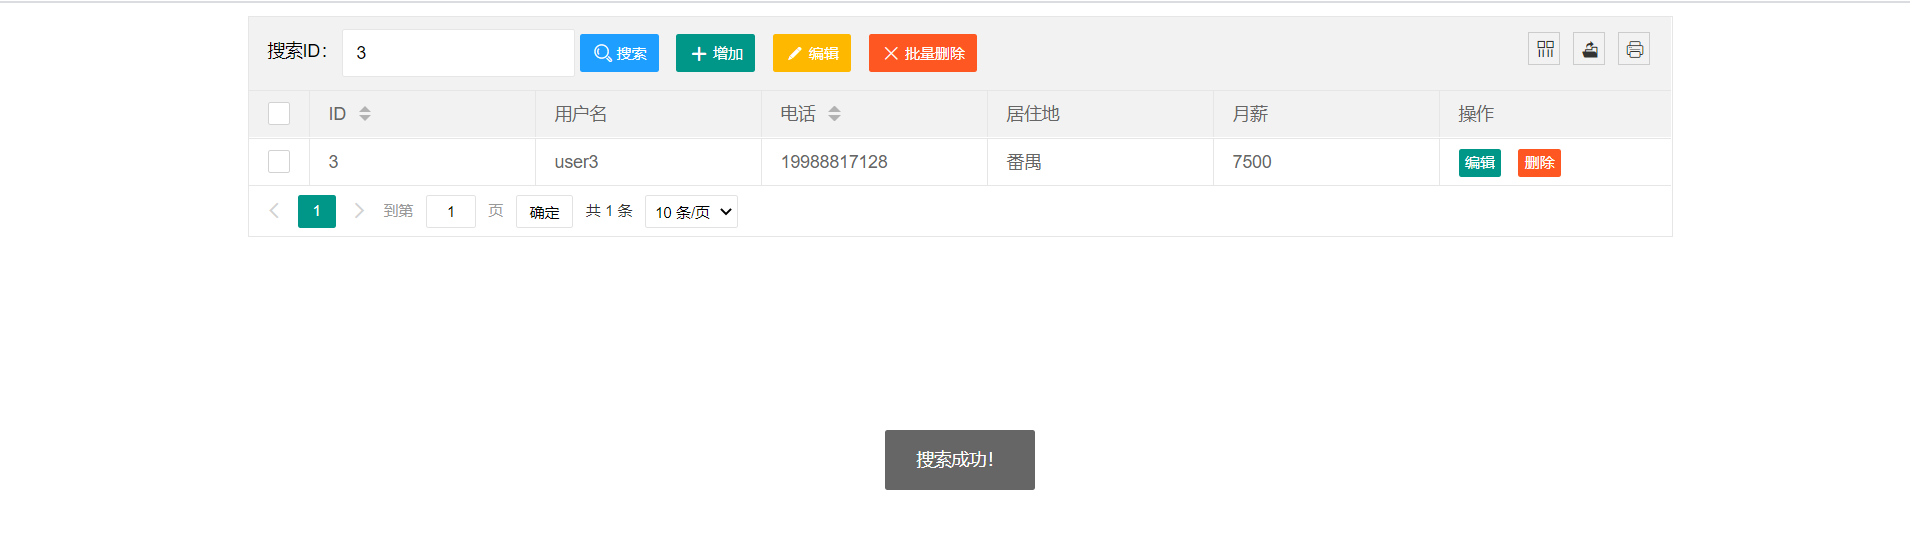 搜索ID： 3 搜索 增加 编辑 批量删除
ID 用户名 电话 居住地 月薪 操作
3 user3 19988817128 番禺 7500 编辑 删除
1 到第 1 页 确定 共 1 条 10 条/页
搜索成功！